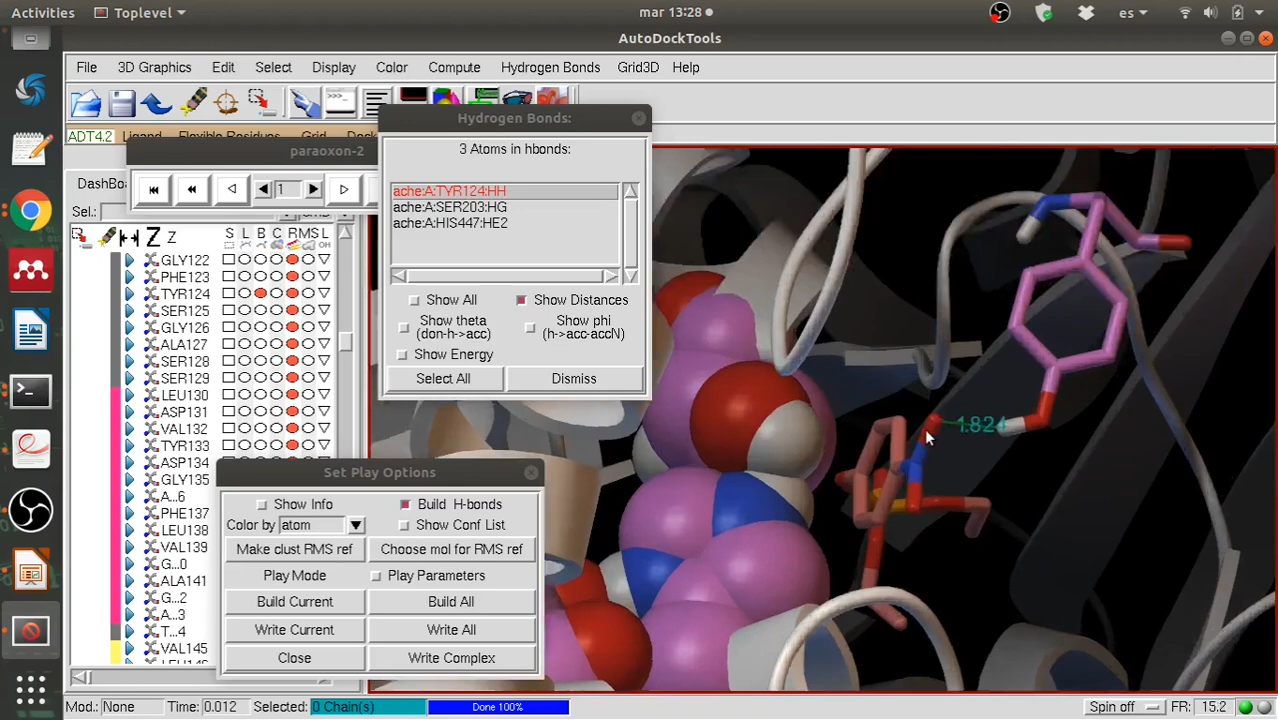 Activities Toplevel mar 13:28 es
AutoDockTools
File 3D Graphics Edit Select Display Color Compute Hydrogen Bonds Grid3D Help
ADT4.2 Ligand Flexible Residues Grid
paraoxon-2
1
DashBoa
Sel.:
Z Z S L B C R MS L
GLY122
PHE123
TYR124
SER125
GLY126
ALA127
SER128
SER129
LEU130
ASP131
VAL132
TYR133
ASP134
GLY135
A...6
PHE137
LEU138
VAL139
G...0
ALA141
G...2
A...3
T...4
VAL145
Hydrogen Bonds:
3 Atoms in hbonds:
ache:A:TYR124:HH
ache:A:SER203:HG
ache:A:HIS447:HE2
Show All Show Distances
Show theta
(don-h->acc)
Show phi
(h->acc-accN)
Show Energy
Select All Dismiss
Set Play Options
Show Info Build H-bonds
Color by atom Show Conf List
Make clust RMS ref Choose mol for RMS ref
Play Mode Play Parameters
Build Current Build All
Write Current Write All
Close Write Complex
1.824
Mod.: None Time: 0.012 Selected: 0 Chain(s) Done 100% Spin off FR: 15.2